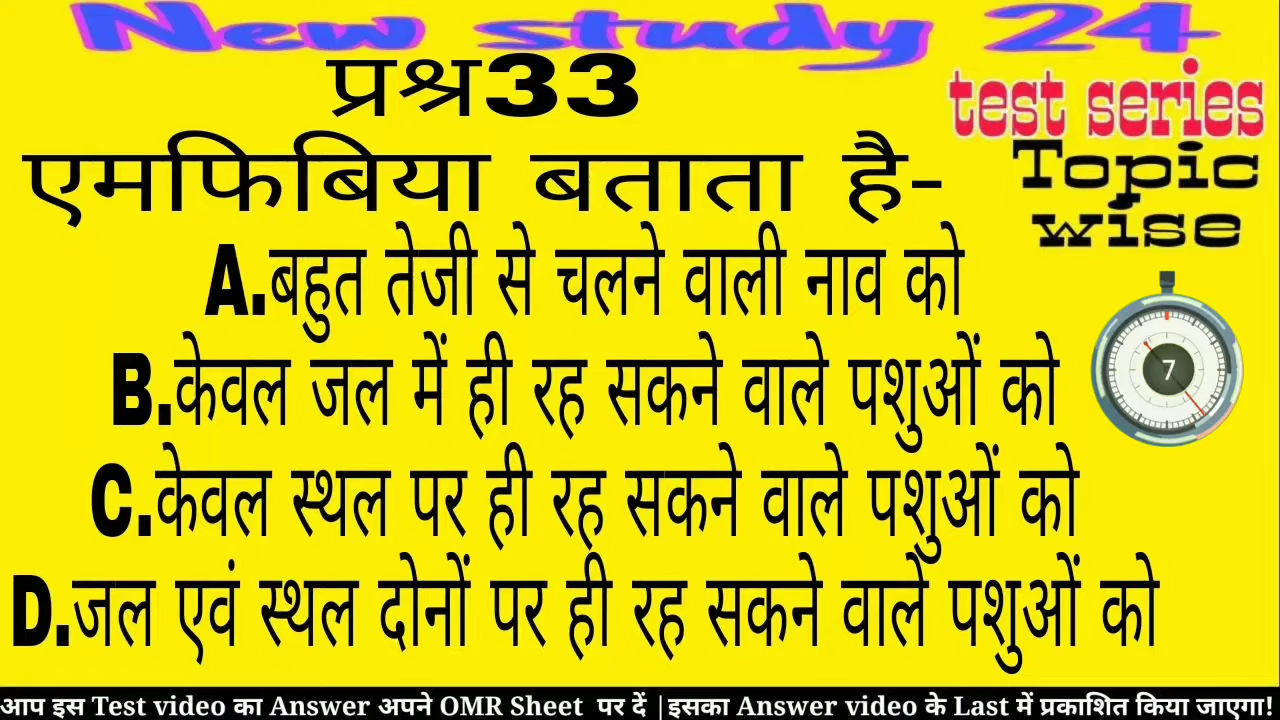 New study 24
प्रश्न33
test series
Topic
wise
एमफिबिया बताता है-
A.बहुत तेजी से चलने वाली नाव को
B.केवल जल में ही रह सकने वाले पशुओं को
7
C.केवल स्थल पर ही रह सकने वाले पशुओं को
D.जल एवं स्थल दोनों पर ही रह सकने वाले पशुओं को
आप इस Test video का Answer अपने OMR Sheet पर दें |इसका Answer video के Last में प्रकाशित किया जाएगा!